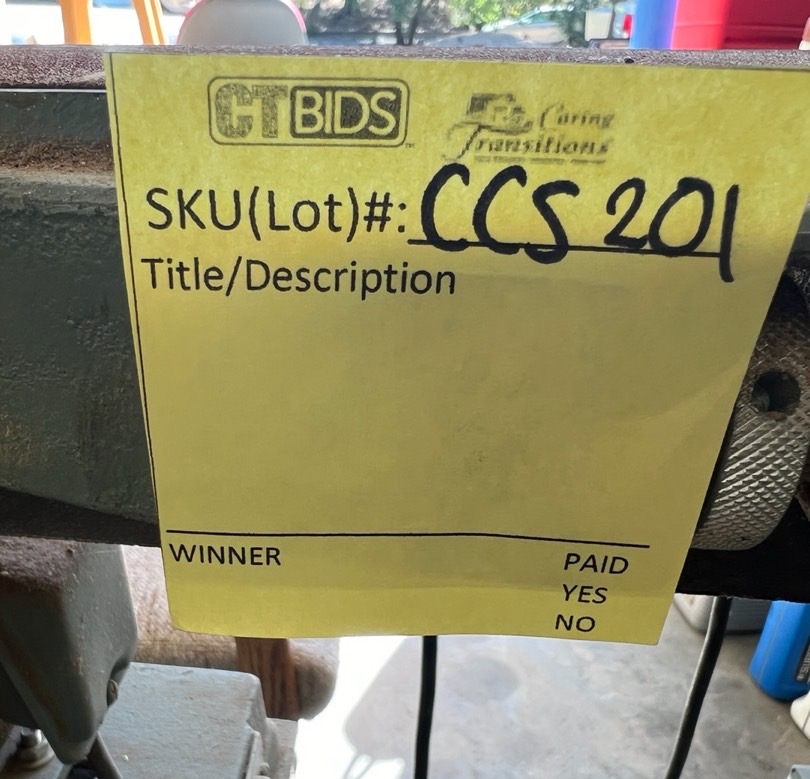 CTBIDS Caring
Transitions
SKU(Lot)#: CCS 201
Title/Description
WINNER PAID
YES
NO